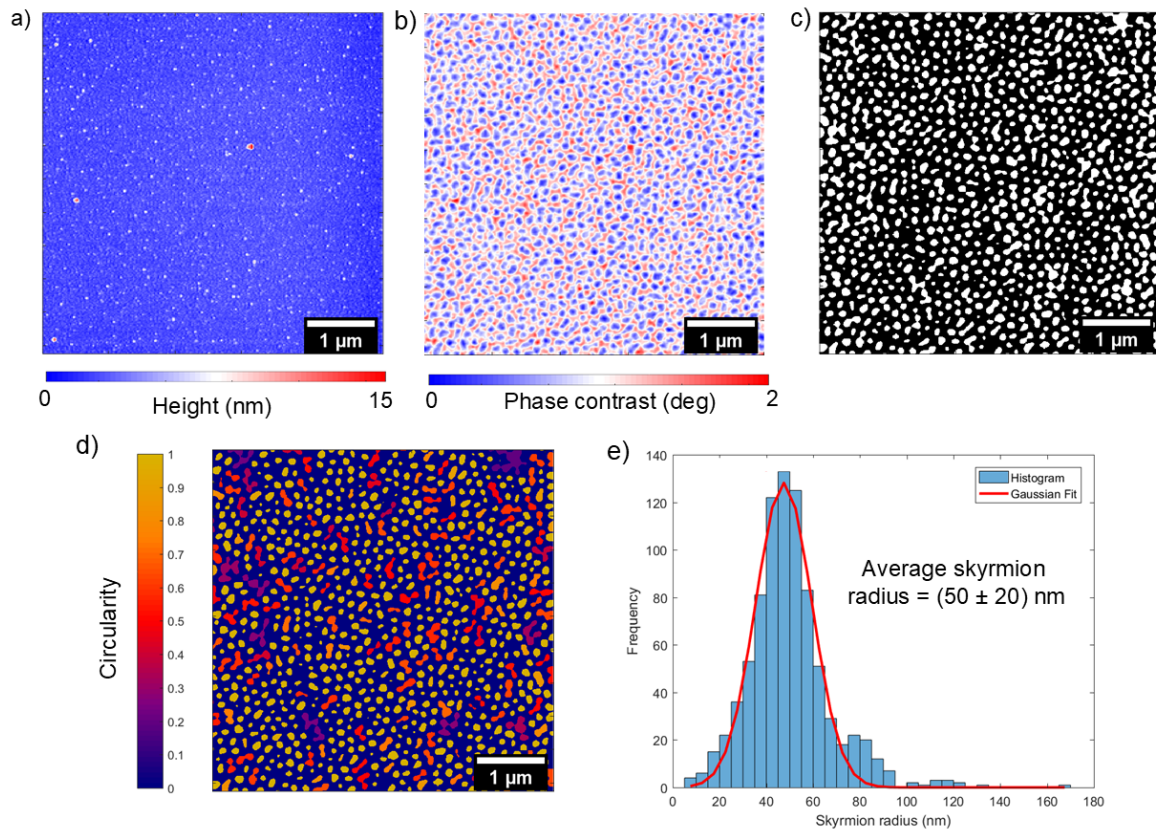 a)
b)
c)
1 μm
1 μm
1 μm
0
Height (nm)
15
0
Phase contrast (deg)
2
d)
Circularity
1
0.9
0.8
0.7
0.6
0.5
0.4
0.3
0.2
0.1
0
1 μm
e)
Frequency
140
120
100
80
60
40
20
0
Histogram
Gaussian Fit
Average skyrmion
radius = (50 ± 20) nm
0 20 40 60 80 100 120 140 160 180
Skyrmion radius (nm)